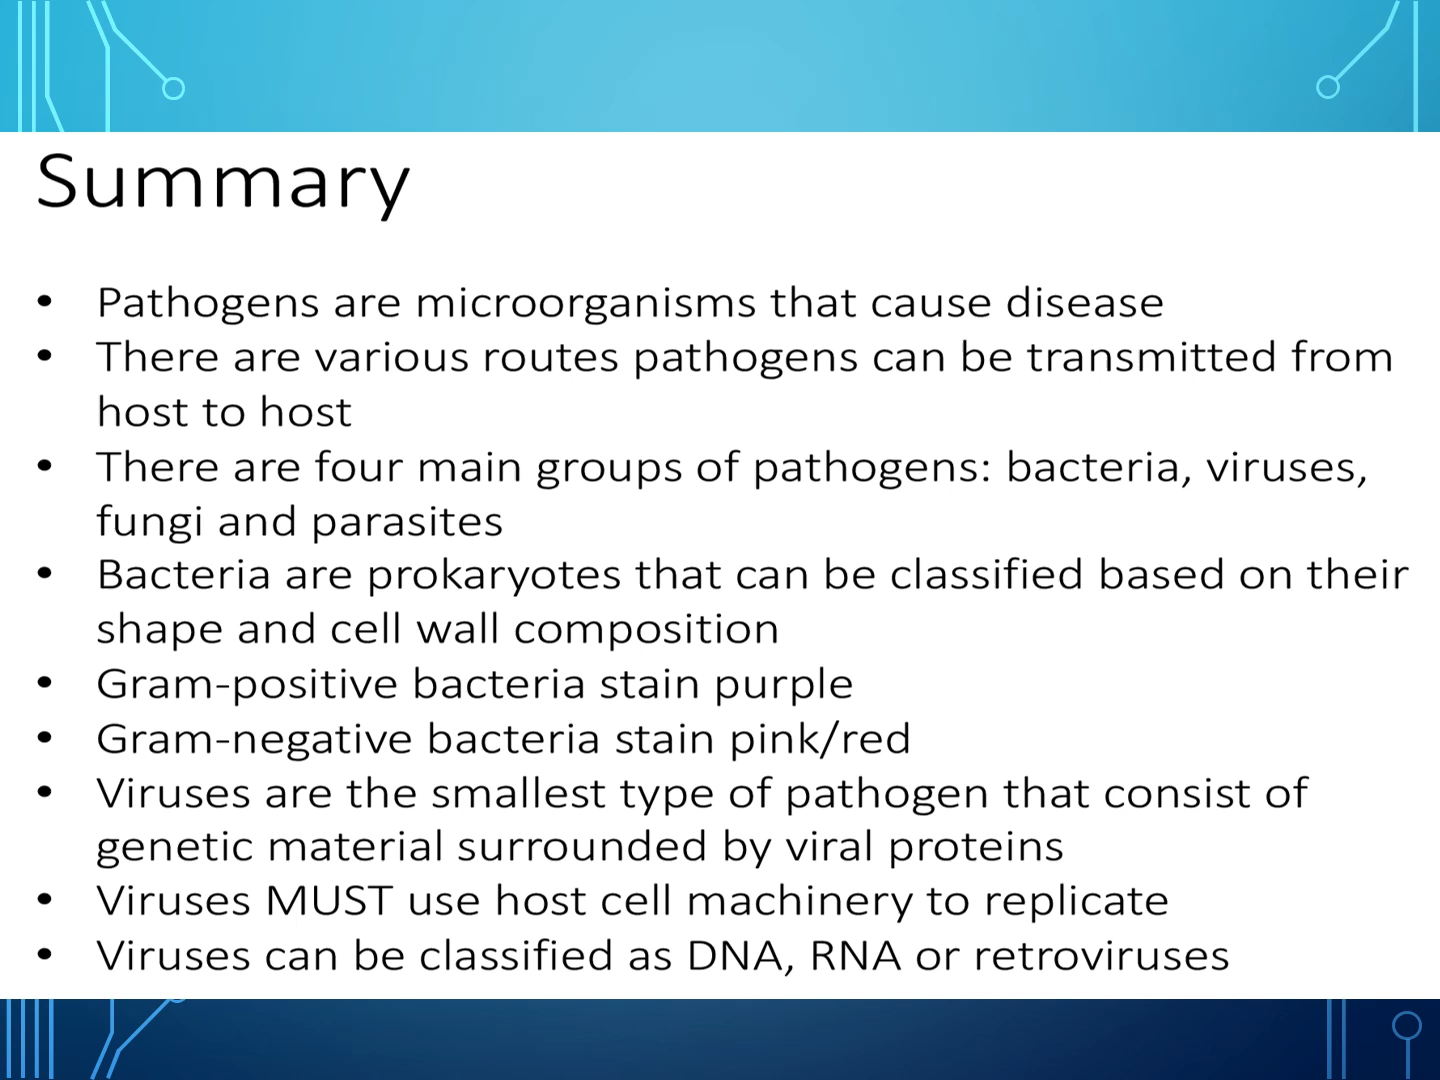 Summary
• Pathogens are microorganisms that cause disease
• There are various routes pathogens can be transmitted from
host to host
• There are four main groups of pathogens: bacteria, viruses,
fungi and parasites
• Bacteria are prokaryotes that can be classified based on their
shape and cell wall composition
• Gram-positive bacteria stain purple
• Gram-negative bacteria stain pink/red
• Viruses are the smallest type of pathogen that consist of
genetic material surrounded by viral proteins
• Viruses MUST use host cell machinery to replicate
• Viruses can be classified as DNA, RNA or retroviruses